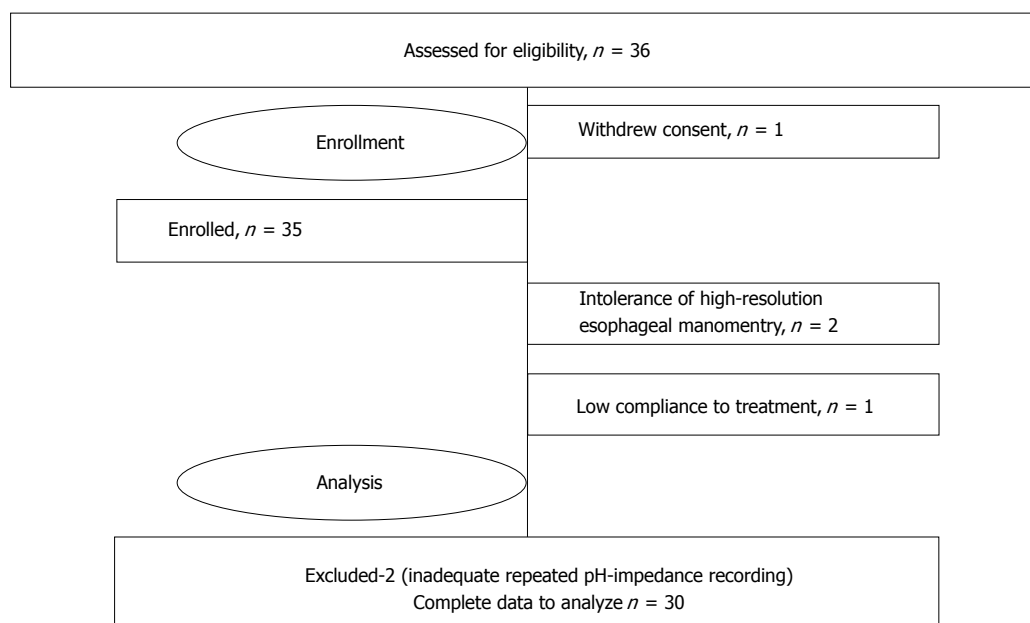 Assessed for eligibility, n = 36
Enrollment
Withdrew consent, n = 1
Enrolled, n = 35
Intolerance of high-resolution
esophageal manomentry, n = 2
Low compliance to treatment, n = 1
Analysis
Excluded-2 (inadequate repeated pH-impedance recording)
Complete data to analyze n = 30